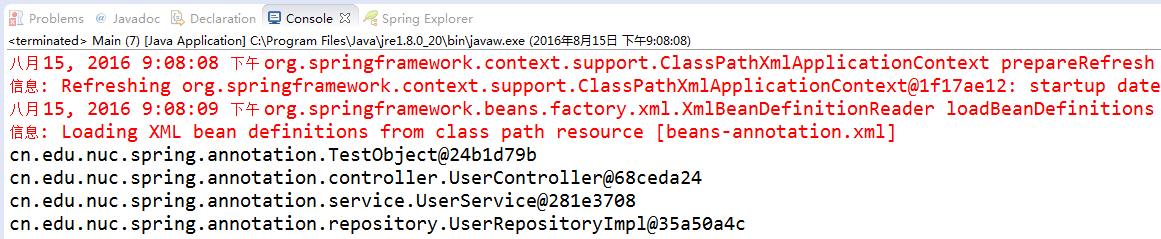 Problems @ Javadoc Declaration Console Spring Explorer
<terminated> Main (7) [Java Application] C:\Program Files\Java\jre1.8.0_20\bin\javaw.exe (2016年8月15日 下午9:08:08)
八月 15, 2016 9:08:08 下午 org.springframework.context.support.ClassPathXmlApplicationContext prepareRefresh
信息: Refreshing org.springframework.context.support.ClassPathXmlApplicationContext@1f17ae12: startup date
八月 15, 2016 9:08:09 下午 org.springframework.beans.factory.xml.XmlBeanDefinitionReader loadBeanDefinitions
信息: Loading XML bean definitions from class path resource [beans-annotation.xml]
cn.edu.nuc.spring.annotation.TestObject@24b1d79b
cn.edu.nuc.spring.annotation.controller.UserController@68ceda24
cn.edu.nuc.spring.annotation.service.UserService@281e3708
cn.edu.nuc.spring.annotation.repository.UserRepositoryImpl@35a50a4c